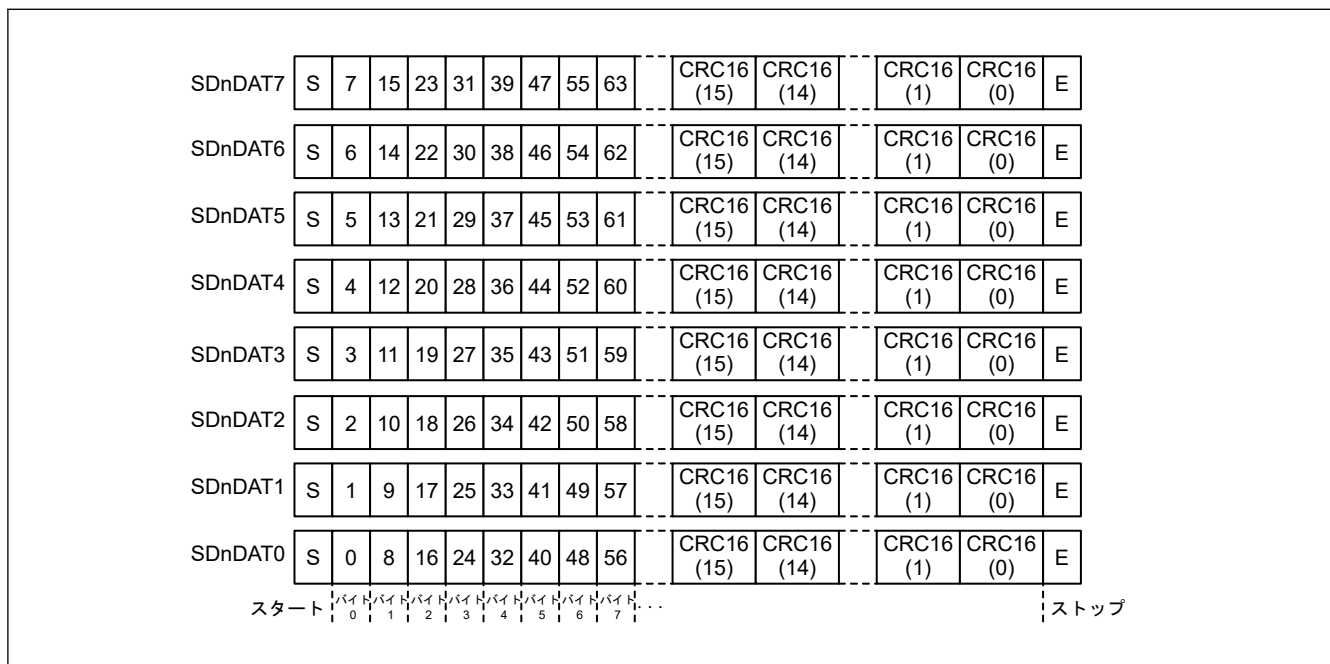 SDnDAT7 S 7 15 23 31 39 47 55 63 CRC16 (15) CRC16 (14) CRC16 (1) CRC16 (0) E
SDnDAT6 S 6 14 22 30 38 46 54 62 CRC16 (15) CRC16 (14) CRC16 (1) CRC16 (0) E
SDnDAT5 S 5 13 21 29 37 45 53 61 CRC16 (15) CRC16 (14) CRC16 (1) CRC16 (0) E
SDnDAT4 S 4 12 20 28 36 44 52 60 CRC16 (15) CRC16 (14) CRC16 (1) CRC16 (0) E
SDnDAT3 S 3 11 19 27 35 43 51 59 CRC16 (15) CRC16 (14) CRC16 (1) CRC16 (0) E
SDnDAT2 S 2 10 18 26 34 42 50 58 CRC16 (15) CRC16 (14) CRC16 (1) CRC16 (0) E
SDnDAT1 S 1 9 17 25 33 41 49 57 CRC16 (15) CRC16 (14) CRC16 (1) CRC16 (0) E
SDnDAT0 S 0 8 16 24 32 40 48 56 CRC16 (15) CRC16 (14) CRC16 (1) CRC16 (0) E
スタート バイト0 バイト1 バイト2 バイト3 バイト4 バイト5 バイト6 バイト7 ... ストップ